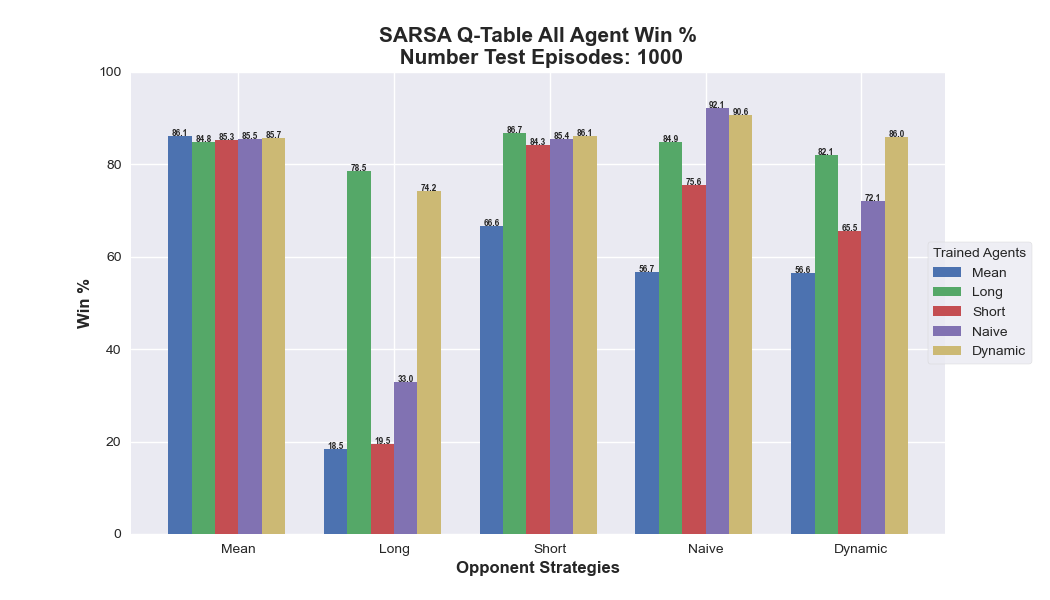 SARSA Q-Table All Agent Win %
Number Test Episodes: 1000
Win %
100
80
60
40
20
0
86.1 84.8 85.3 85.5 85.7
18.5 78.5 19.5 33.0 74.2
66.6 86.7 84.3 85.4 86.1
56.7 84.9 75.6 92.1 90.6
56.6 82.1 65.5 72.1 86.0
Mean Long Short Naive Dynamic
Opponent Strategies
Trained Agents
Mean
Long
Short
Naive
Dynamic